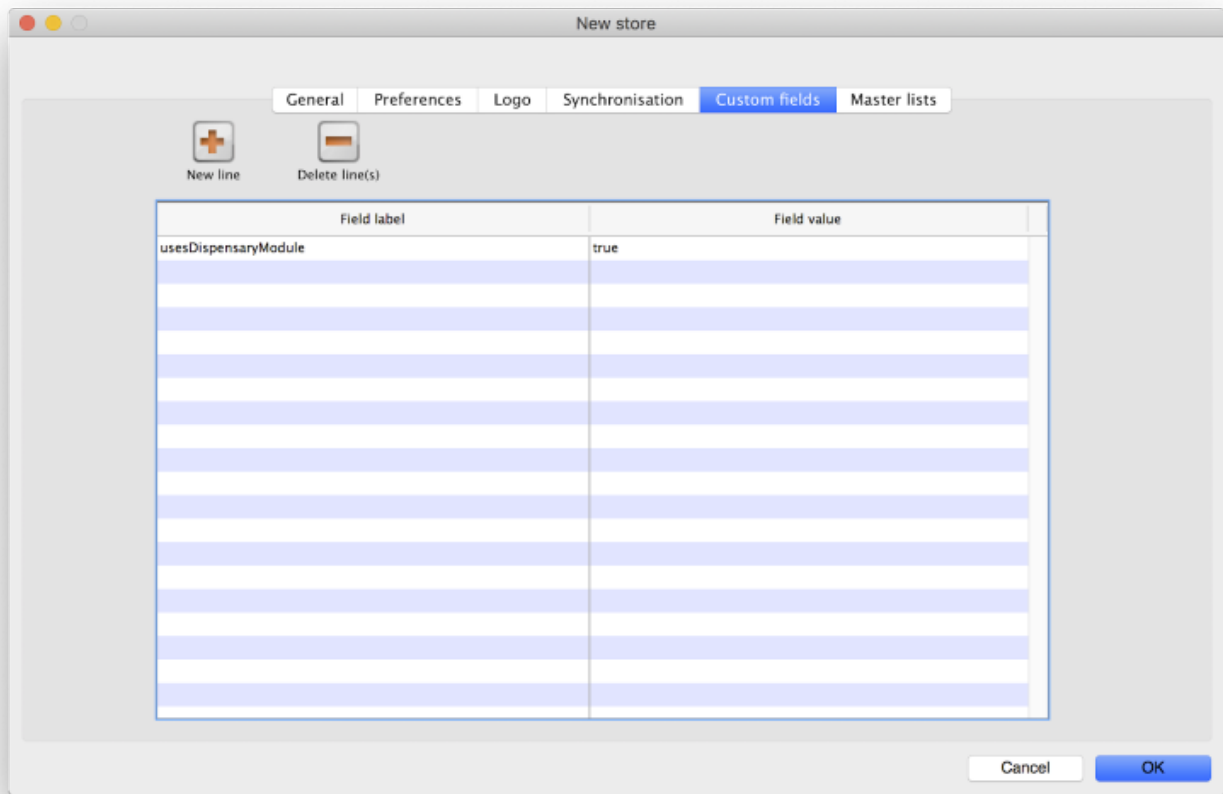 New store
General Preferences Logo Synchronisation Custom fields Master lists
New line Delete line(s)
Field label Field value
usesDispensaryModule true
Cancel OK